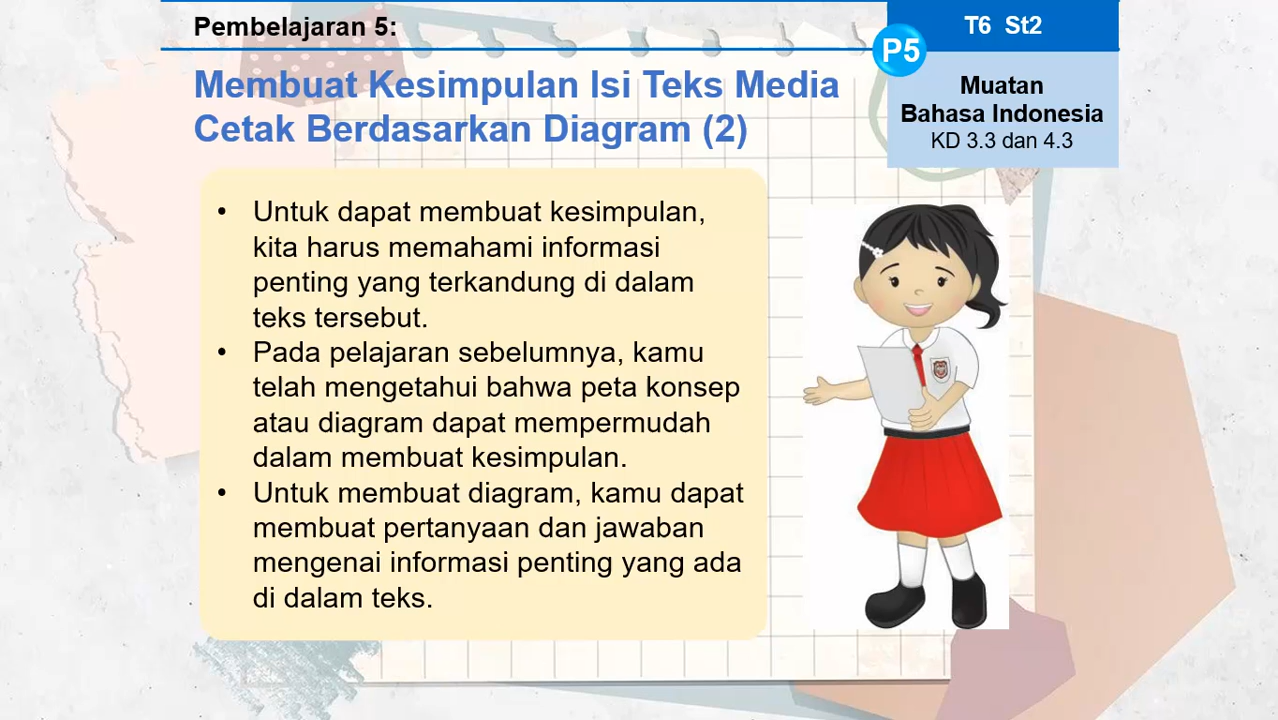 Pembelajaran 5:
T6 St2
P5
Muatan
Bahasa Indonesia
KD 3.3 dan 4.3
Membuat Kesimpulan Isi Teks Media
Cetak Berdasarkan Diagram (2)
• Untuk dapat membuat kesimpulan,
kita harus memahami informasi
penting yang terkandung di dalam
teks tersebut.
• Pada pelajaran sebelumnya, kamu
telah mengetahui bahwa peta konsep
atau diagram dapat mempermudah
dalam membuat kesimpulan.
• Untuk membuat diagram, kamu dapat
membuat pertanyaan dan jawaban
mengenai informasi penting yang ada
di dalam teks.